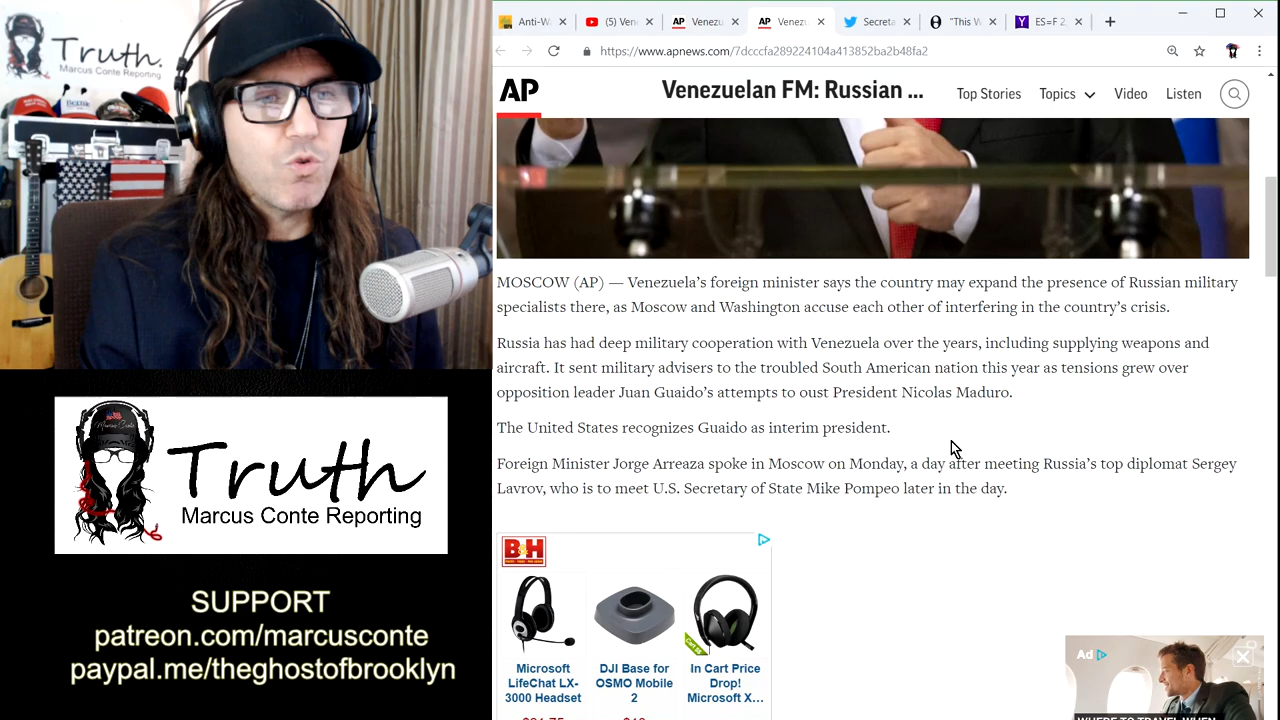 Truth.
Marcus Conte Reporting
Anti-W
(5) Ven
Venezu
Venezu
Secreta
"This W
ES=F 2
https://www.apnews.com/7dcccfa289224104a413852ba2b48fa2
AP
Venezuelan FM: Russian ...
Top Stories
Topics
Video
Listen
MOSCOW (AP) — Venezuela's foreign minister says the country may expand the presence of Russian military
specialists there, as Moscow and Washington accuse each other of interfering in the country's crisis.
Russia has had deep military cooperation with Venezuela over the years, including supplying weapons and
aircraft. It sent military advisers to the troubled South American nation this year as tensions grew over
opposition leader Juan Guaido's attempts to oust President Nicolas Maduro.
The United States recognizes Guaido as interim president.
Foreign Minister Jorge Arreaza spoke in Moscow on Monday, a day after meeting Russia's top diplomat Sergey
Lavrov, who is to meet U.S. Secretary of State Mike Pompeo later in the day.
Truth
Marcus Conte Reporting
SUPPORT
patreon.com/marcusconte
paypal.me/theghostofbrooklyn
B&H
Microsoft
LifeChat LX-
3000 Headset
DJI Base for
OSMO Mobile
2
In Cart Price
Drop!
Microsoft X...
Ad
WHERE TO TRAVEL WHEN